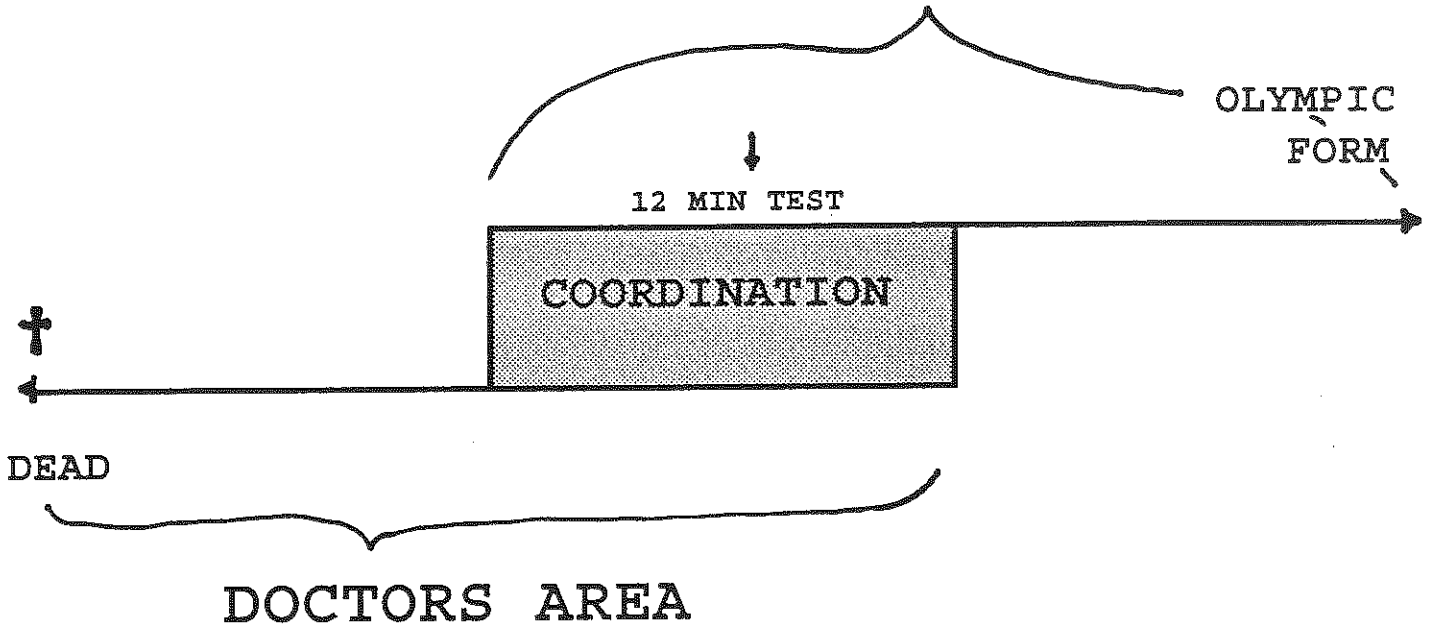 OLYMPIC
FORM
12 MIN TEST
COORDINATION
DEAD
DOCTORS AREA